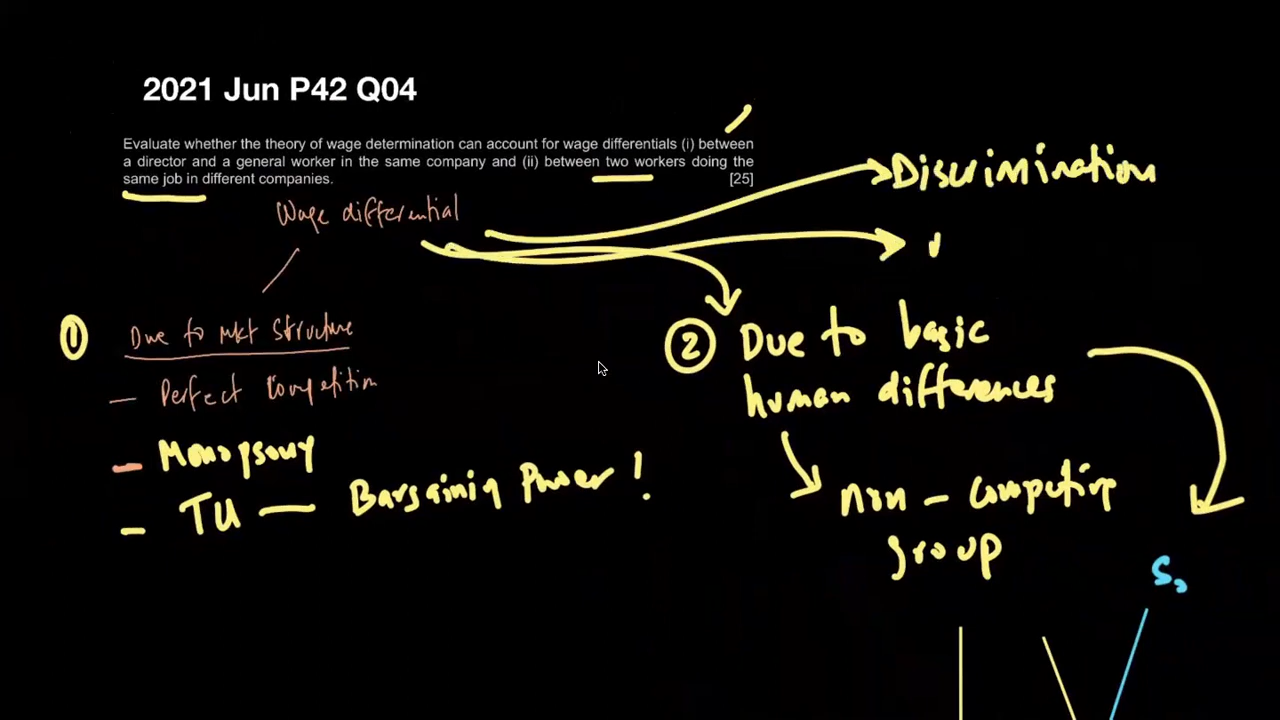 2021 Jun P42 Q04
Evaluate whether the theory of wage determination can account for wage differentials (i) between
a director and a general worker in the same company and (ii) between two workers doing the
same job in different companies. [25]
Wage differential
Discrimination
① Due to Mkt Structure
— Perfect Competition
— Monopsony
— TU — Bargaining Power!
② Due to basic
human differences
non – competing
group
S₂